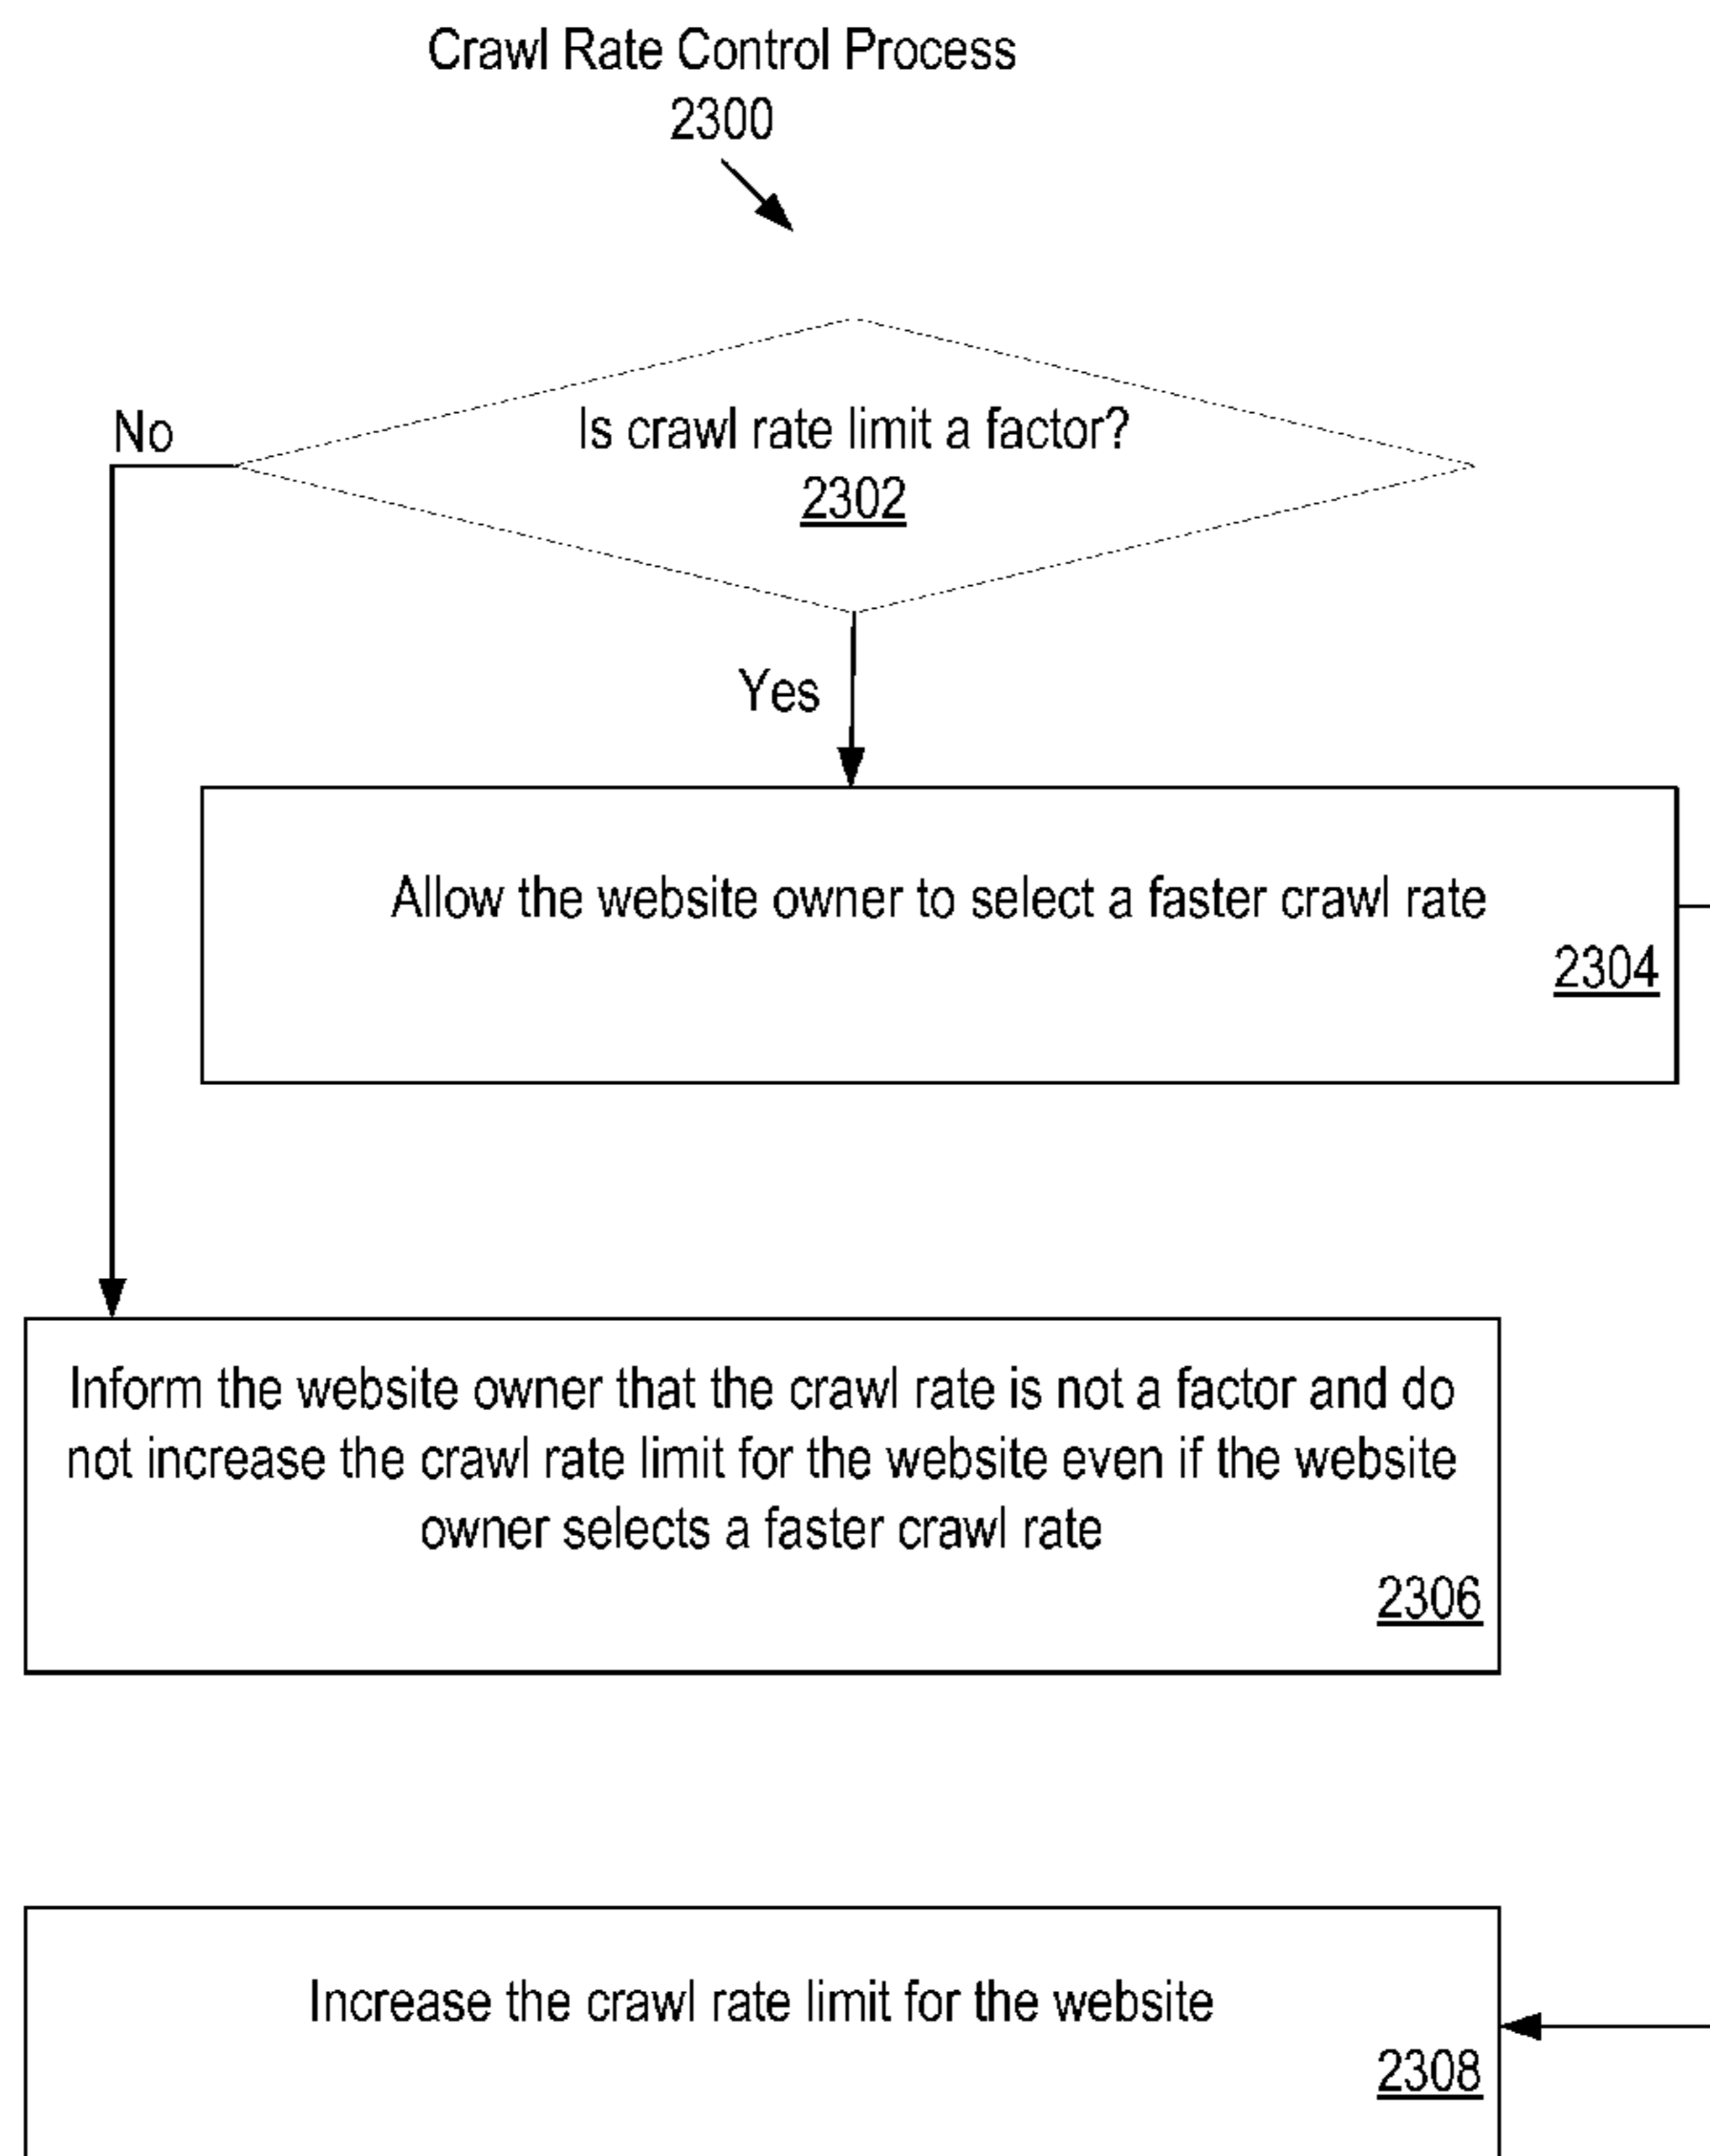 Crawl Rate Control Process
2300
Is crawl rate limit a factor?
2302
No
Yes
Allow the website owner to select a faster crawl rate
2304
Inform the website owner that the crawl rate is not a factor and do
not increase the crawl rate limit for the website even if the website
owner selects a faster crawl rate
2306
Increase the crawl rate limit for the website
2308